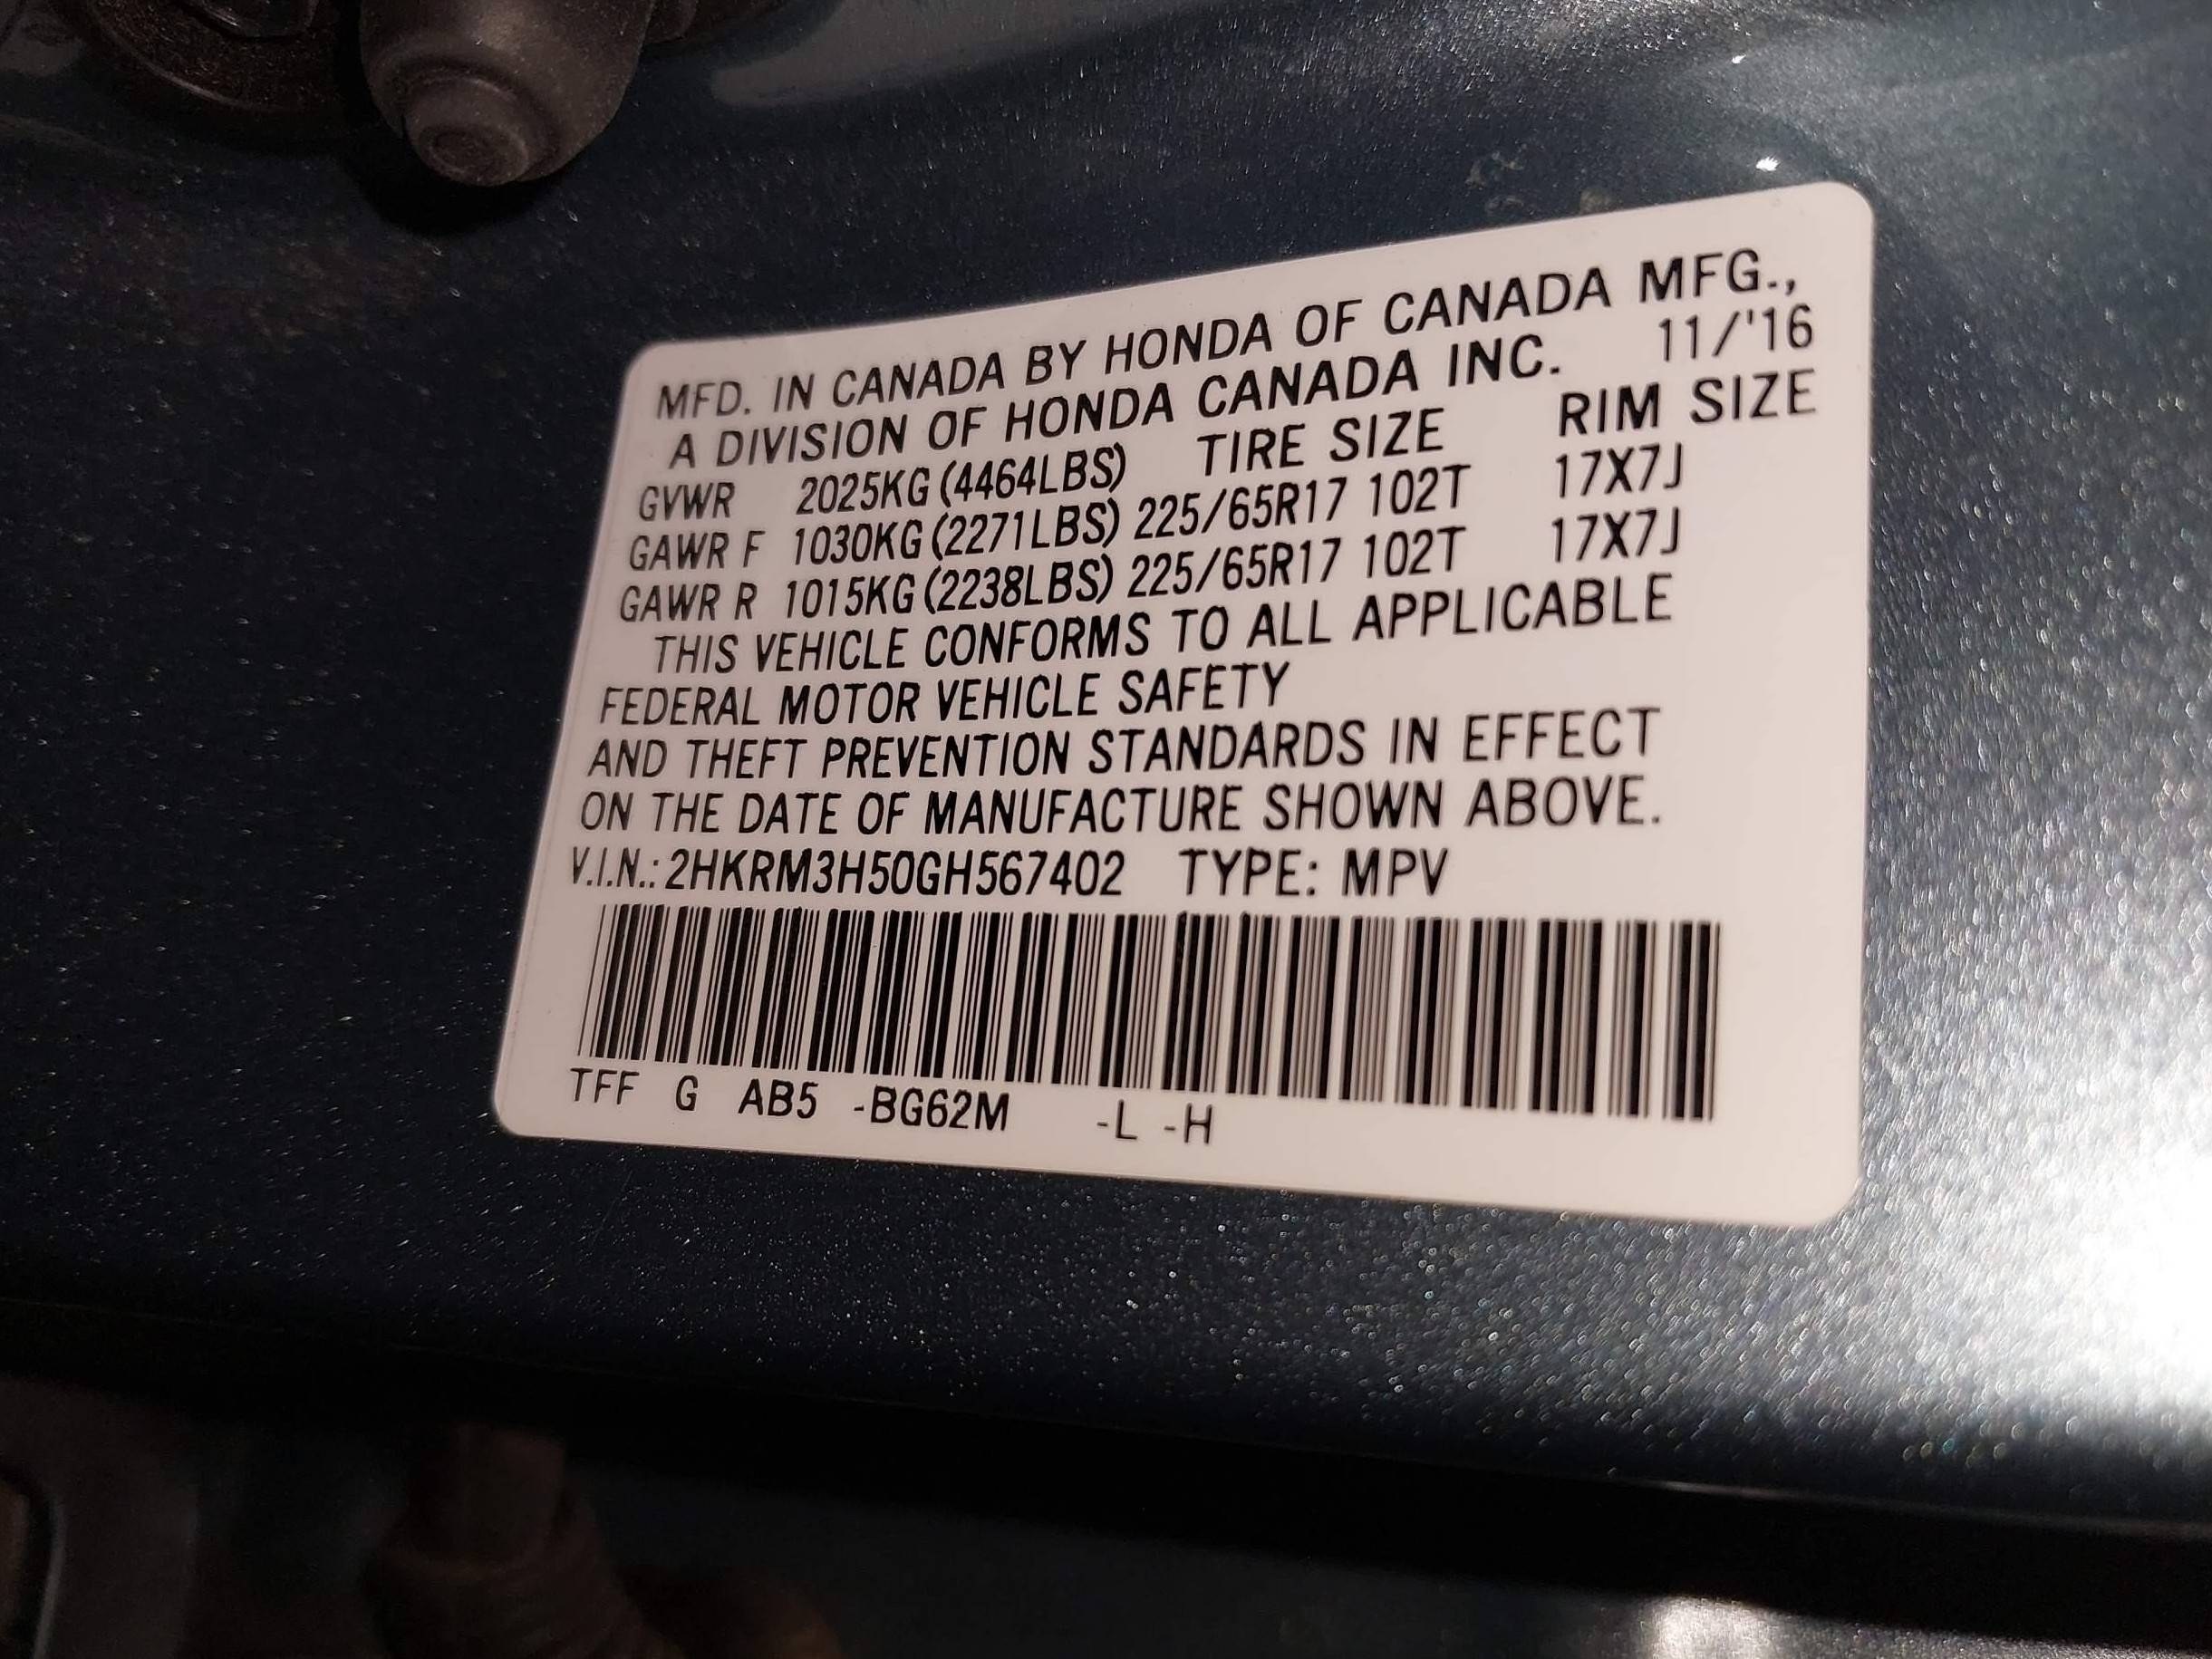 MFD. IN CANADA BY HONDA OF CANADA MFG.,
A DIVISION OF HONDA CANADA INC. 11/'16
GVWR 2025KG (4464LBS) TIRE SIZE RIM SIZE
GAWR F 1030KG (2271LBS) 225/65R17 102T 17X7J
GAWR R 1015KG (2238LBS) 225/65R17 102T 17X7J
THIS VEHICLE CONFORMS TO ALL APPLICABLE
FEDERAL MOTOR VEHICLE SAFETY
AND THEFT PREVENTION STANDARDS IN EFFECT
ON THE DATE OF MANUFACTURE SHOWN ABOVE.
V.I.N.: 2HKRM3H50GH567402 TYPE: MPV
TFF G AB5 -BG62M -L -H